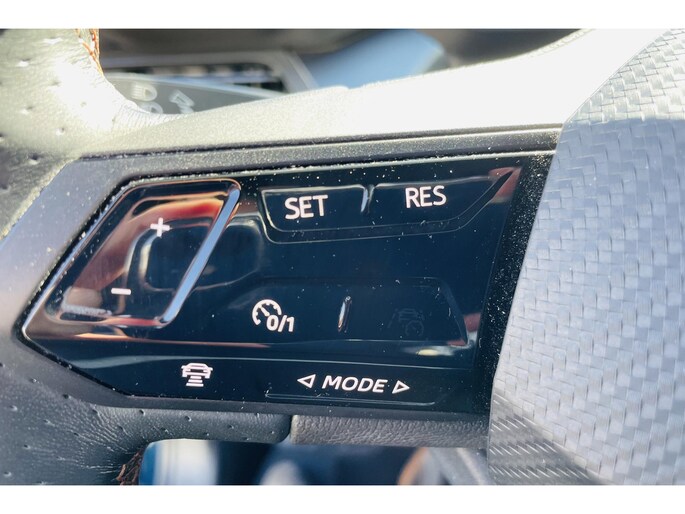 SET RES
+
-
0/1
◁ MODE ▷